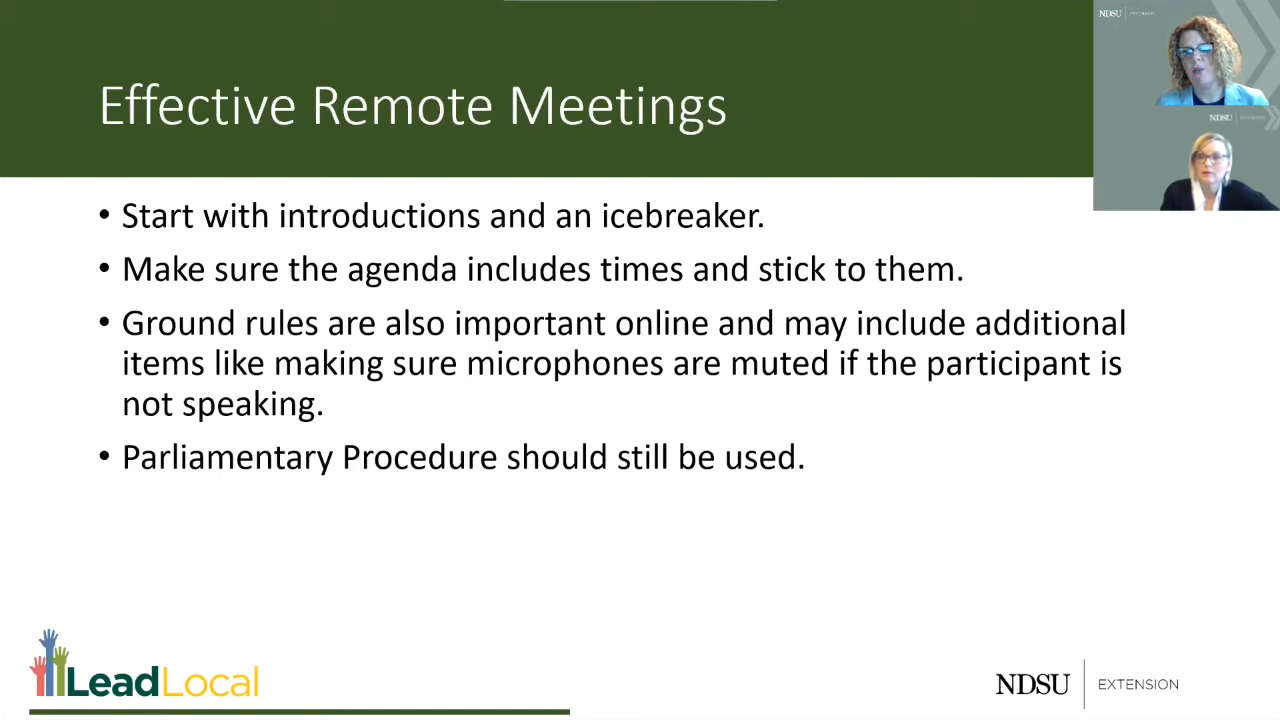 Effective Remote Meetings
NDSU
NDSU
• Start with introductions and an icebreaker.
• Make sure the agenda includes times and stick to them.
• Ground rules are also important online and may include additional
items like making sure microphones are muted if the participant is
not speaking.
• Parliamentary Procedure should still be used.
LeadLocal
NDSU EXTENSION